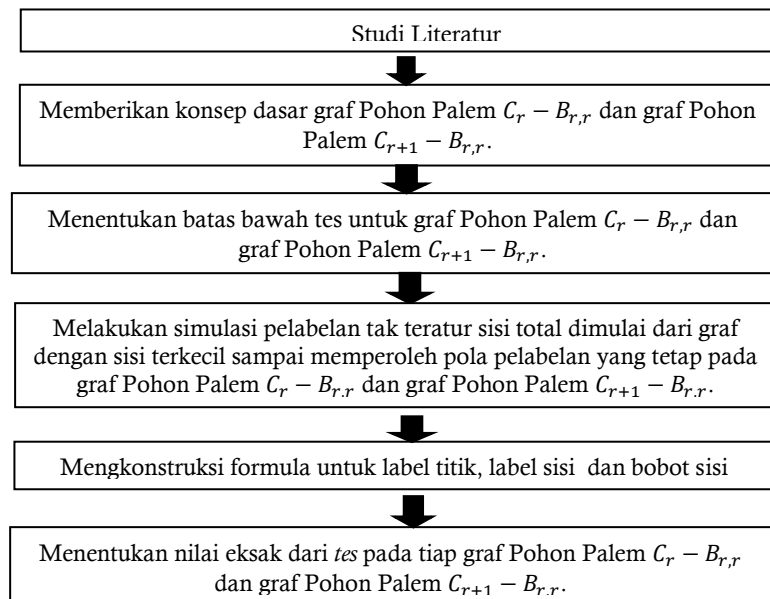 Studi Literatur
Memberikan konsep dasar graf Pohon Palem $C_r - B_{r,r}$ dan graf Pohon
Palem $C_{r+1} - B_{r,r}$.
Menentukan batas bawah tes untuk graf Pohon Palem $C_r - B_{r,r}$ dan
graf Pohon Palem $C_{r+1} - B_{r,r}$.
Melakukan simulasi pelabelan tak teratur sisi total dimulai dari graf
dengan sisi terkecil sampai memperoleh pola pelabelan yang tetap pada
graf Pohon Palem $C_r - B_{r,r}$ dan graf Pohon Palem $C_{r+1} - B_{r,r}$.
Mengkonstruksi formula untuk label titik, label sisi dan bobot sisi
Menentukan nilai eksak dari tes pada tiap graf Pohon Palem $C_r - B_{r,r}$
dan graf Pohon Palem $C_{r+1} - B_{r,r}$.